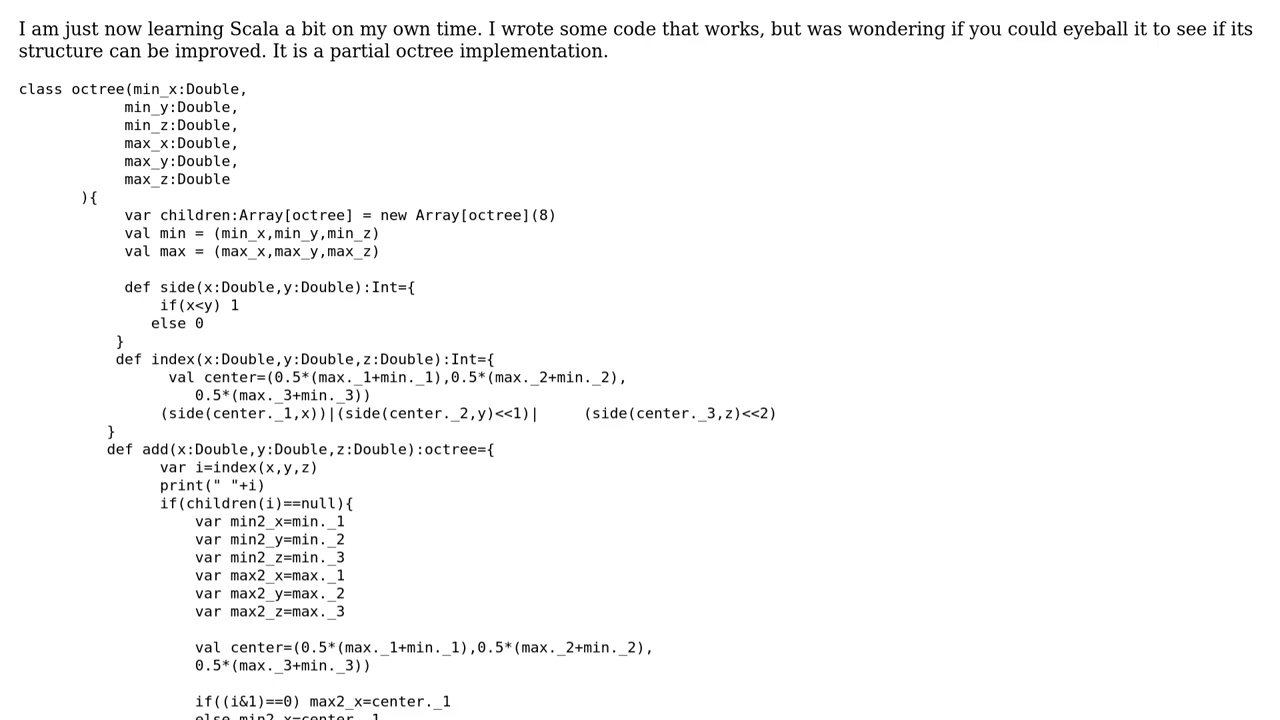 I am just now learning Scala a bit on my own time. I wrote some code that works, but was wondering if you could eyeball it to see if its
structure can be improved. It is a partial octree implementation.
class octree(min_x:Double,
min_y:Double,
min_z:Double,
max_x:Double,
max_y:Double,
max_z:Double
){
var children:Array[octree] = new Array[octree](8)
val min = (min_x,min_y,min_z)
val max = (max_x,max_y,max_z)
def side(x:Double,y:Double):Int={
if(x<y) 1
else 0
}
def index(x:Double,y:Double,z:Double):Int={
val center=(0.5*(max._1+min._1),0.5*(max._2+min._2),
0.5*(max._3+min._3))
(side(center._1,x))|(side(center._2,y)<<1)|     (side(center._3,z)<<2)
}
def add(x:Double,y:Double,z:Double):octree={
var i=index(x,y,z)
print(" "+i)
if(children(i)==null){
var min2_x=min._1
var min2_y=min._2
var min2_z=min._3
var max2_x=max._1
var max2_y=max._2
var max2_z=max._3
val center=(0.5*(max._1+min._1),0.5*(max._2+min._2),
0.5*(max._3+min._3))
if((i&1)==0) max2_x=center._1
else min2_x=center._1